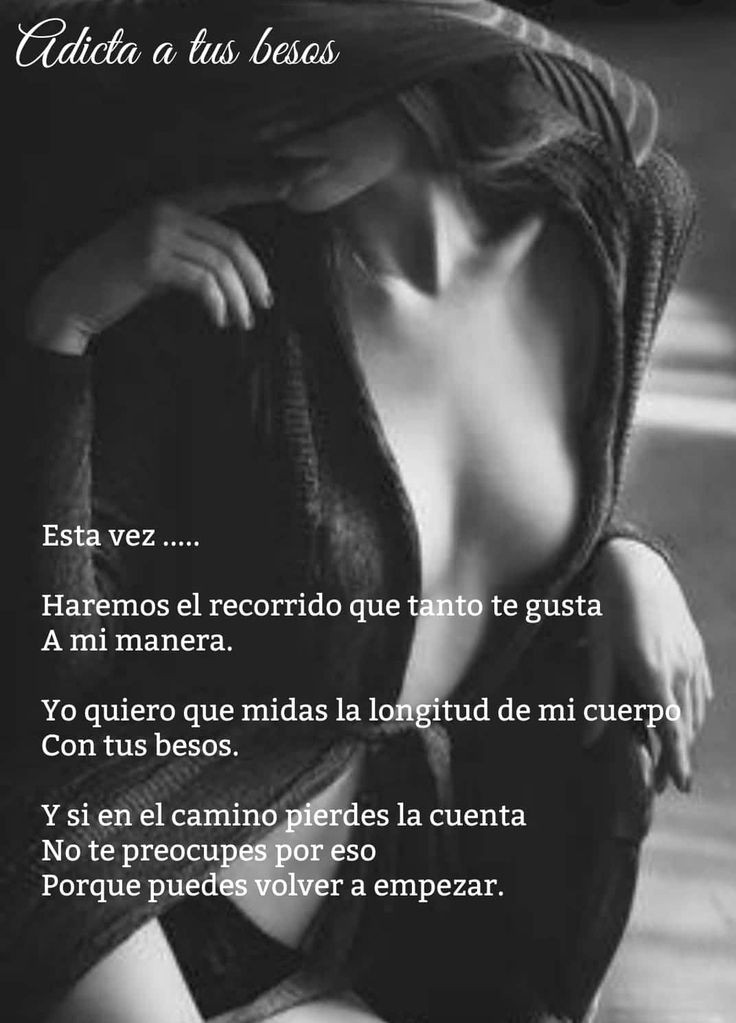 Adicta a tus besos
Esta vez .....
Haremos el recorrido que tanto te gusta
A mi manera.
Yo quiero que midas la longitud de mi cuerpo
Con tus besos.
Y si en el camino pierdes la cuenta
No te preocupes por eso
Porque puedes volver a empezar.